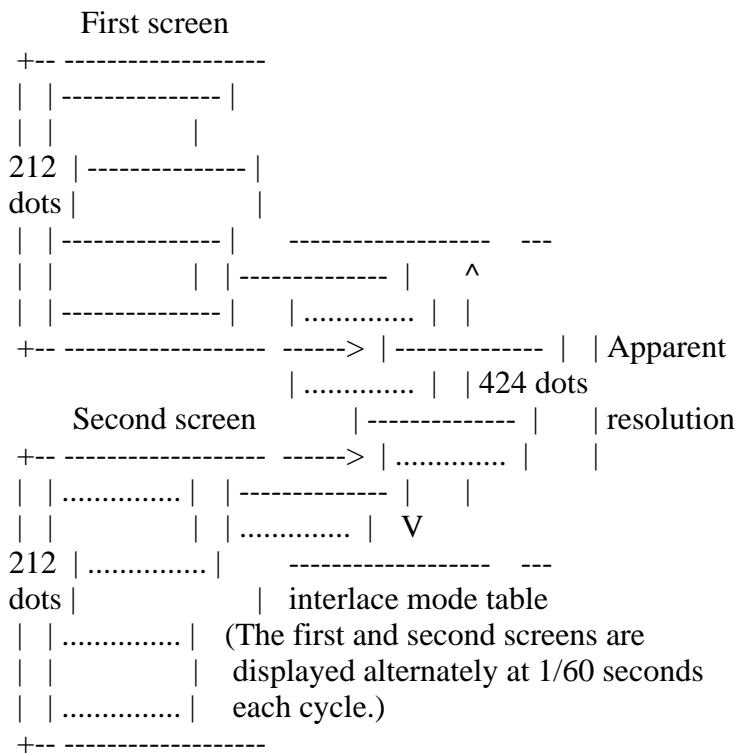 First screen
+-- -------------------
| | --------------- |
| | |
212 | --------------- |
dots | |
| | --------------- | ------------------- ---
| | | | -------------- | ^
| | --------------- | | .............. | |
+-- ------------------- ------> | -------------- | | Apparent
| .............. | | 424 dots
Second screen | -------------- | | resolution
+-- ------------------- ------> | .............. | |
| | ............... | | -------------- | |
| | | | .............. | V
212 | ............... | ------------------- ---
dots | | interlace mode table
| | ............... | (The first and second screens are
| | | displayed alternately at 1/60 seconds
| | ............... | each cycle.)
+-- -------------------